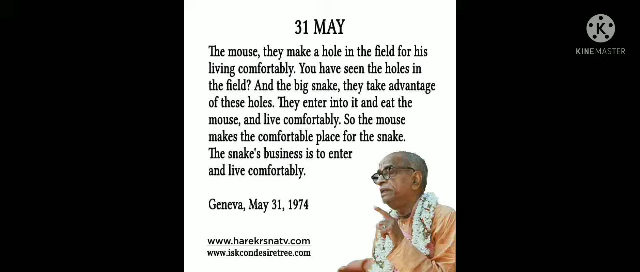 31 MAY
The mouse, they make a hole in the field for his
living comfortably. You have seen the holes in
the field? And the big snake, they take advantage
of these holes. They enter into it and eat the
mouse, and live comfortably. So the mouse
makes the comfortable place for the snake.
The snake's business is to enter
and live comfortably.
Geneva, May 31, 1974
www.harekrsnatv.com
www.iskcondesiretree.com
K
KINEMASTER